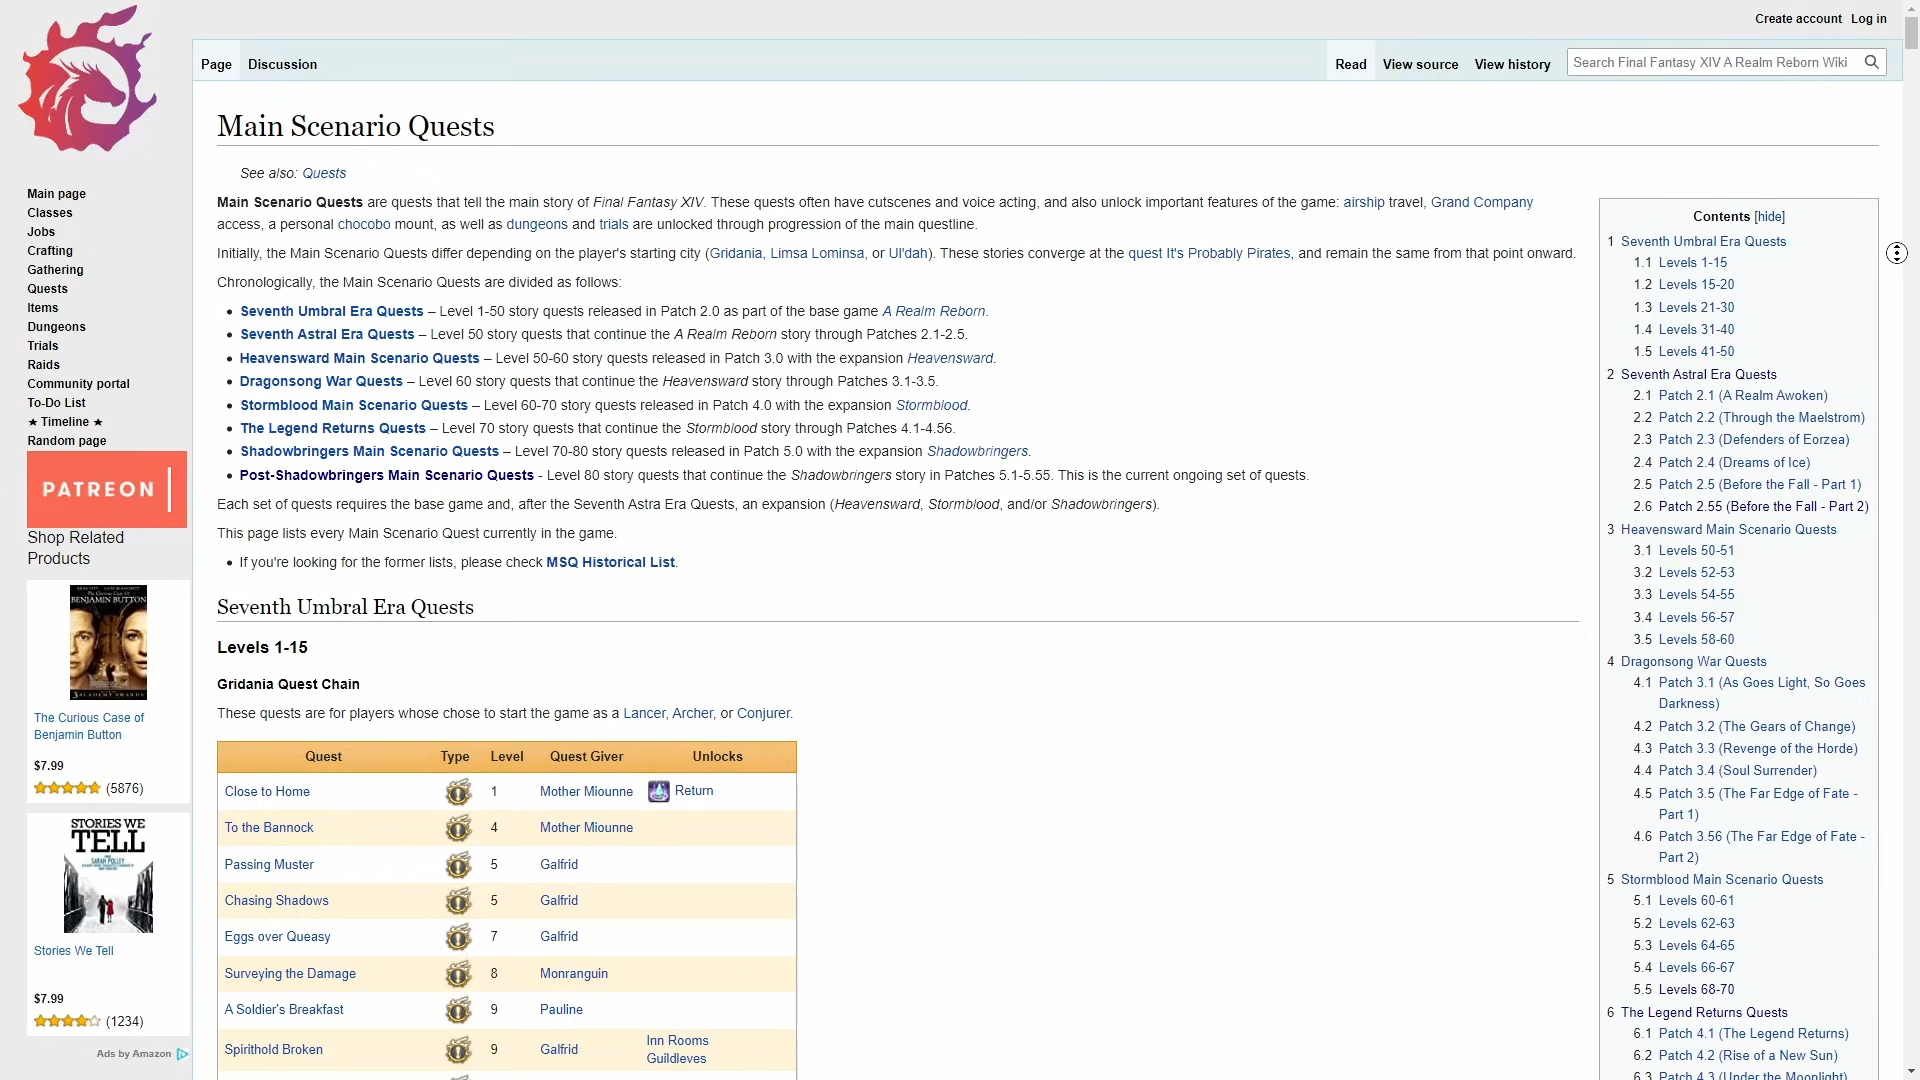 Create account Log in
Page Discussion Read View source View history Search Final Fantasy XIV A Realm Reborn Wiki
Main page
Classes
Jobs
Crafting
Gathering
Quests
Items
Dungeons
Trials
Raids
Community portal
To-Do List
★ Timeline ★
Random page
PATREON
Shop Related
Products
BENJAMIN BUTTON
The Curious Case of
Benjamin Button
$7.99
(5876)
STORIES WE
TELL
SARAH POLLEY
Stories We Tell
$7.99
(1234)
Ads by Amazon
Main Scenario Quests
See also: Quests
Main Scenario Quests are quests that tell the main story of Final Fantasy XIV. These quests often have cutscenes and voice acting, and also unlock important features of the game: airship travel, Grand Company
access, a personal chocobo mount, as well as dungeons and trials are unlocked through progression of the main questline.
Initially, the Main Scenario Quests differ depending on the player's starting city (Gridania, Limsa Lominsa, or Ul'dah). These stories converge at the quest It's Probably Pirates, and remain the same from that point onward.
Chronologically, the Main Scenario Quests are divided as follows:
• Seventh Umbral Era Quests – Level 1-50 story quests released in Patch 2.0 as part of the base game A Realm Reborn.
• Seventh Astral Era Quests – Level 50 story quests that continue the A Realm Reborn story through Patches 2.1-2.5.
• Heavensward Main Scenario Quests – Level 50-60 story quests released in Patch 3.0 with the expansion Heavensward.
• Dragonsong War Quests – Level 60 story quests that continue the Heavensward story through Patches 3.1-3.5.
• Stormblood Main Scenario Quests – Level 60-70 story quests released in Patch 4.0 with the expansion Stormblood.
• The Legend Returns Quests – Level 70 story quests that continue the Stormblood story through Patches 4.1-4.56.
• Shadowbringers Main Scenario Quests – Level 70-80 story quests released in Patch 5.0 with the expansion Shadowbringers.
• Post-Shadowbringers Main Scenario Quests - Level 80 story quests that continue the Shadowbringers story in Patches 5.1-5.55. This is the current ongoing set of quests.
Each set of quests requires the base game and, after the Seventh Astra Era Quests, an expansion (Heavensward, Stormblood, and/or Shadowbringers).
This page lists every Main Scenario Quest currently in the game.
• If you're looking for the former lists, please check MSQ Historical List.
Seventh Umbral Era Quests
Levels 1-15
Gridania Quest Chain
These quests are for players whose chose to start the game as a Lancer, Archer, or Conjurer.
Quest Type Level Quest Giver Unlocks
Close to Home 1 Mother Miounne Return
To the Bannock 4 Mother Miounne
Passing Muster 5 Galfrid
Chasing Shadows 5 Galfrid
Eggs over Queasy 7 Galfrid
Surveying the Damage 8 Monranguin
A Soldier's Breakfast 9 Pauline
Spirithold Broken 9 Galfrid Inn Rooms
Guildleves
Contents [hide]
1 Seventh Umbral Era Quests
1.1 Levels 1-15
1.2 Levels 15-20
1.3 Levels 21-30
1.4 Levels 31-40
1.5 Levels 41-50
2 Seventh Astral Era Quests
2.1 Patch 2.1 (A Realm Awoken)
2.2 Patch 2.2 (Through the Maelstrom)
2.3 Patch 2.3 (Defenders of Eorzea)
2.4 Patch 2.4 (Dreams of Ice)
2.5 Patch 2.5 (Before the Fall - Part 1)
2.6 Patch 2.55 (Before the Fall - Part 2)
3 Heavensward Main Scenario Quests
3.1 Levels 50-51
3.2 Levels 52-53
3.3 Levels 54-55
3.4 Levels 56-57
3.5 Levels 58-60
4 Dragonsong War Quests
4.1 Patch 3.1 (As Goes Light, So Goes
Darkness)
4.2 Patch 3.2 (The Gears of Change)
4.3 Patch 3.3 (Revenge of the Horde)
4.4 Patch 3.4 (Soul Surrender)
4.5 Patch 3.5 (The Far Edge of Fate -
Part 1)
4.6 Patch 3.56 (The Far Edge of Fate -
Part 2)
5 Stormblood Main Scenario Quests
5.1 Levels 60-61
5.2 Levels 62-63
5.3 Levels 64-65
5.4 Levels 66-67
5.5 Levels 68-70
6 The Legend Returns Quests
6.1 Patch 4.1 (The Legend Returns)
6.2 Patch 4.2 (Rise of a New Sun)
6.3 Patch 4.3 (Under the Moonlight)